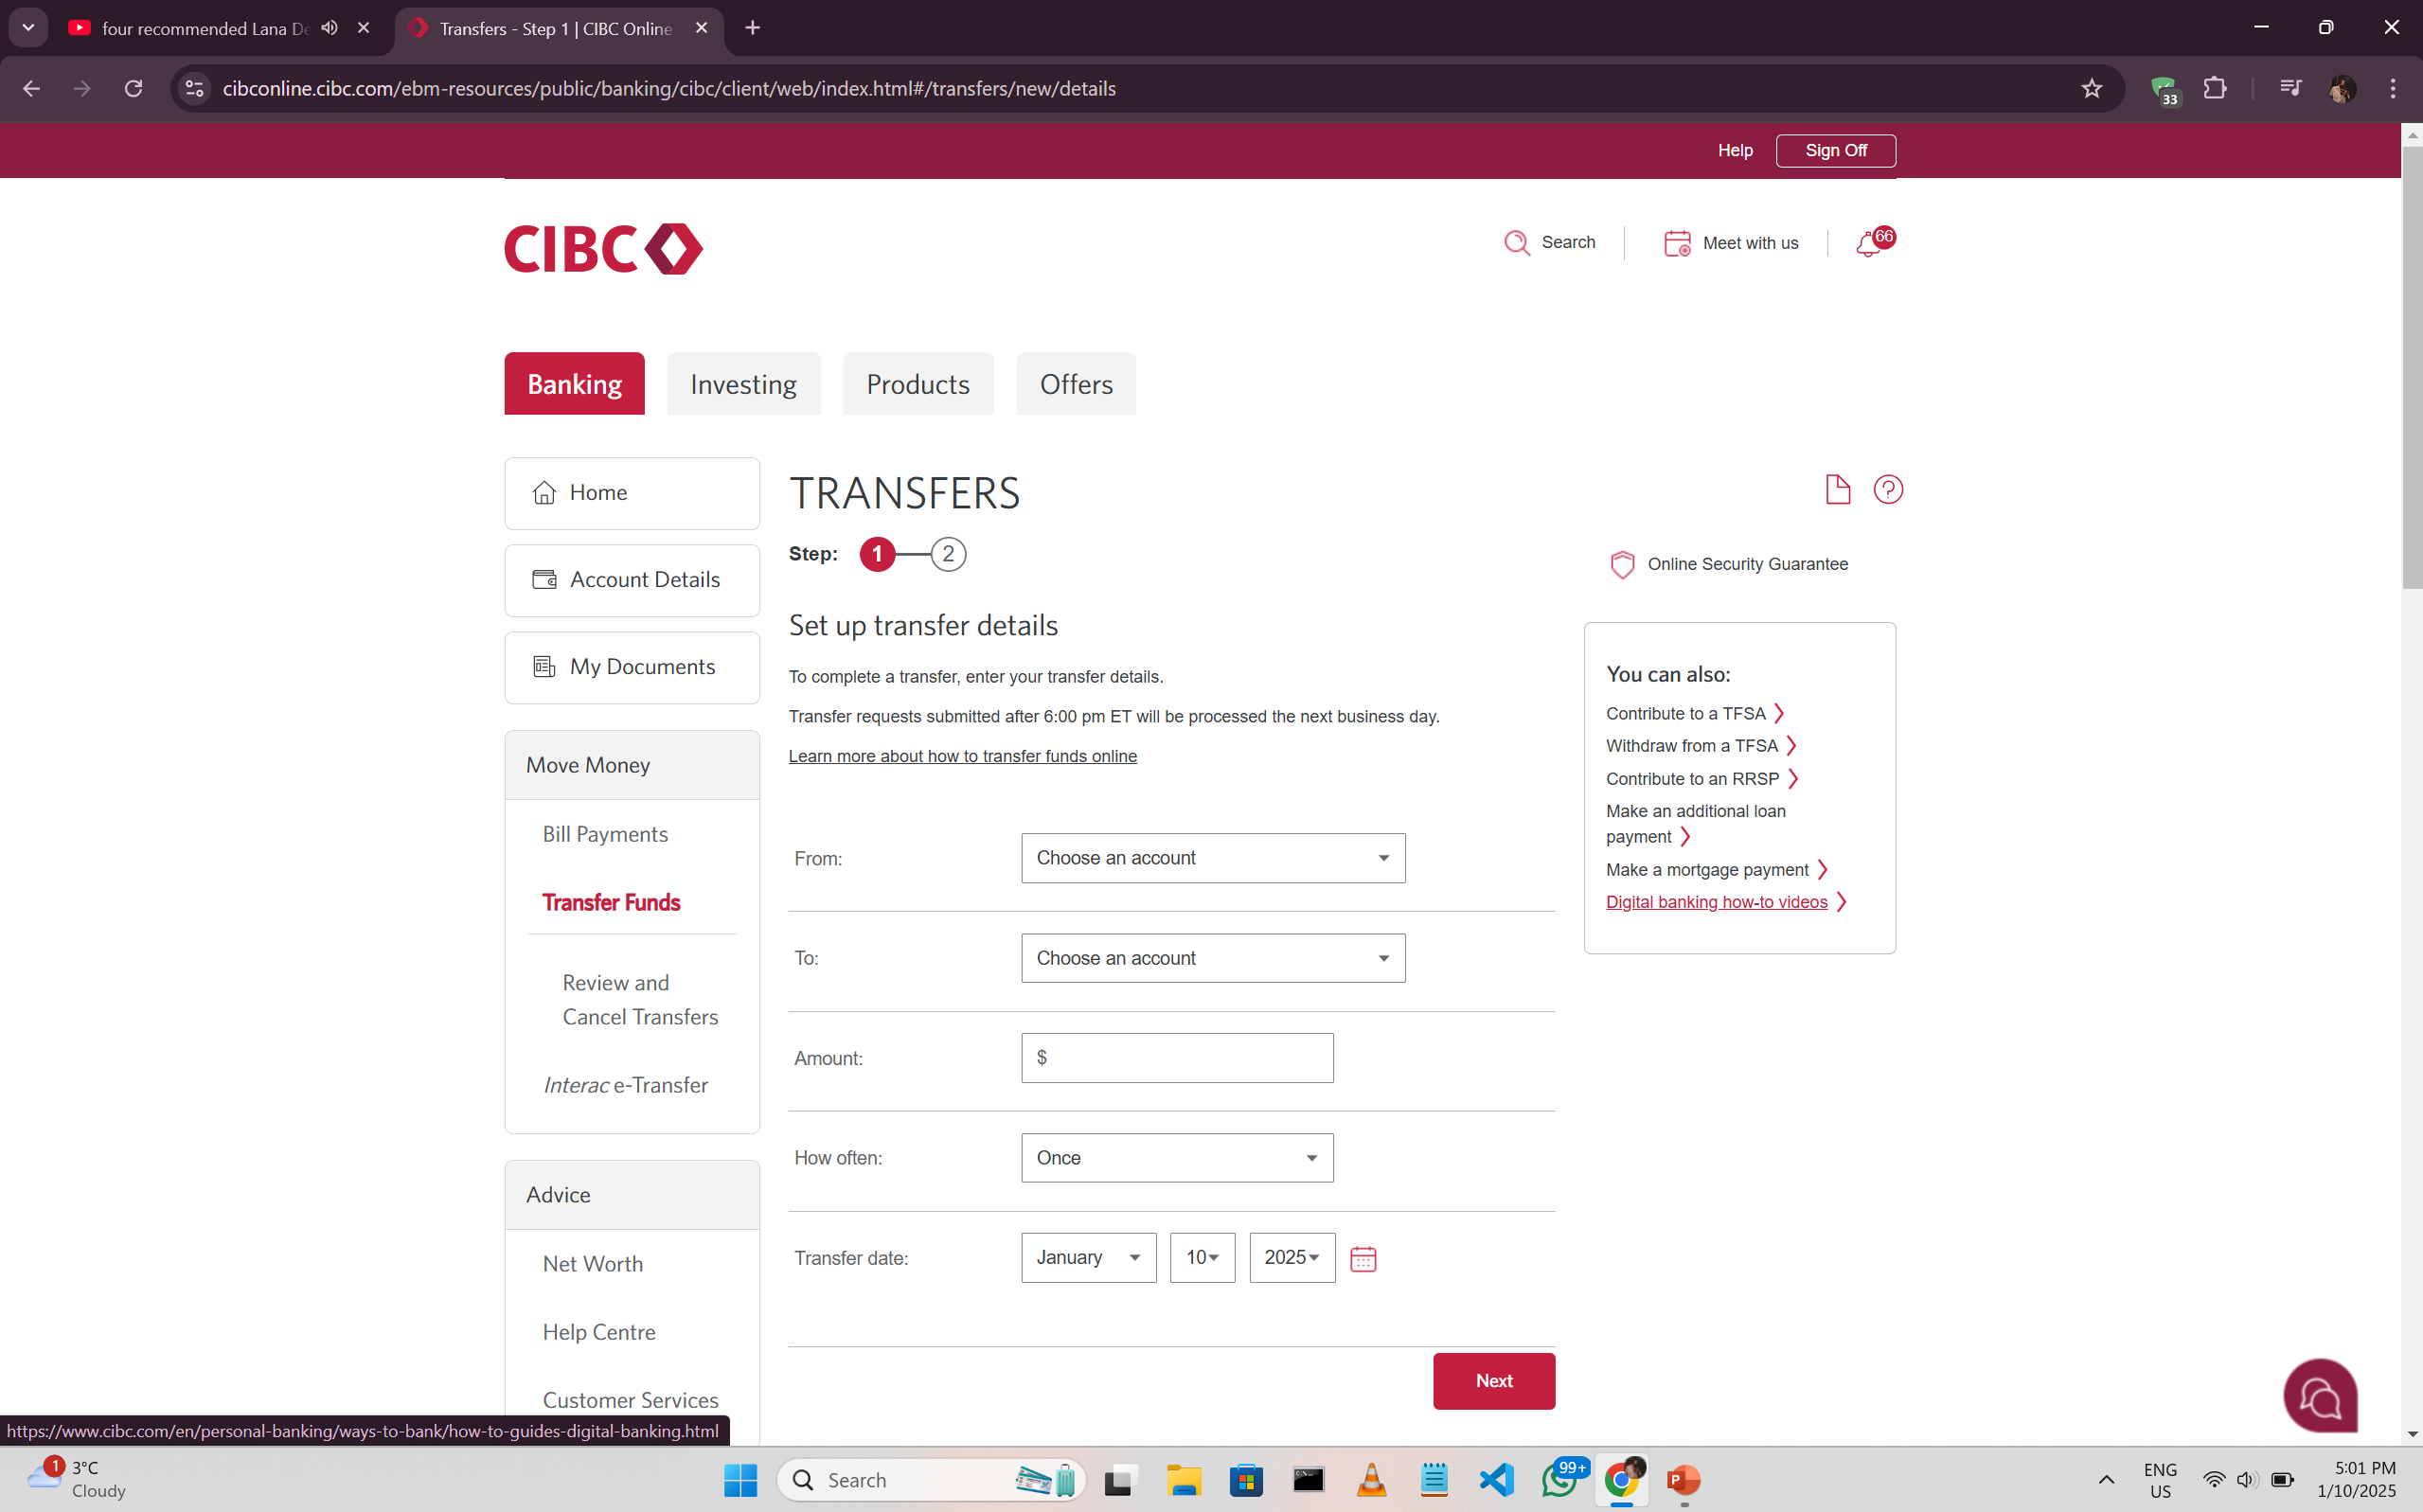 four recommended Lana De
Transfers - Step 1 | CIBC Online
cibconline.cibc.com/ebm-resources/public/banking/cibc/client/web/index.html#/transfers/new/details
33
Help
Sign Off
CIBC
Search
Meet with us
66
Banking
Investing
Products
Offers
Home
Account Details
My Documents
Move Money
Bill Payments
Transfer Funds
Review and
Cancel Transfers
Interac e-Transfer
Advice
Net Worth
Help Centre
Customer Services
TRANSFERS
Step: 1 2
Set up transfer details
To complete a transfer, enter your transfer details.
Transfer requests submitted after 6:00 pm ET will be processed the next business day.
Learn more about how to transfer funds online
From: Choose an account
To: Choose an account
Amount: $
How often: Once
Transfer date: January 10 2025
Next
?
Online Security Guarantee
You can also:
Contribute to a TFSA
Withdraw from a TFSA
Contribute to an RRSP
Make an additional loan
payment
Make a mortgage payment
Digital banking how-to videos
https://www.cibc.com/en/personal-banking/ways-to-bank/how-to-guides-digital-banking.html
1
3°C
Cloudy
Search
99+
P
ENG
US
5:01 PM
1/10/2025